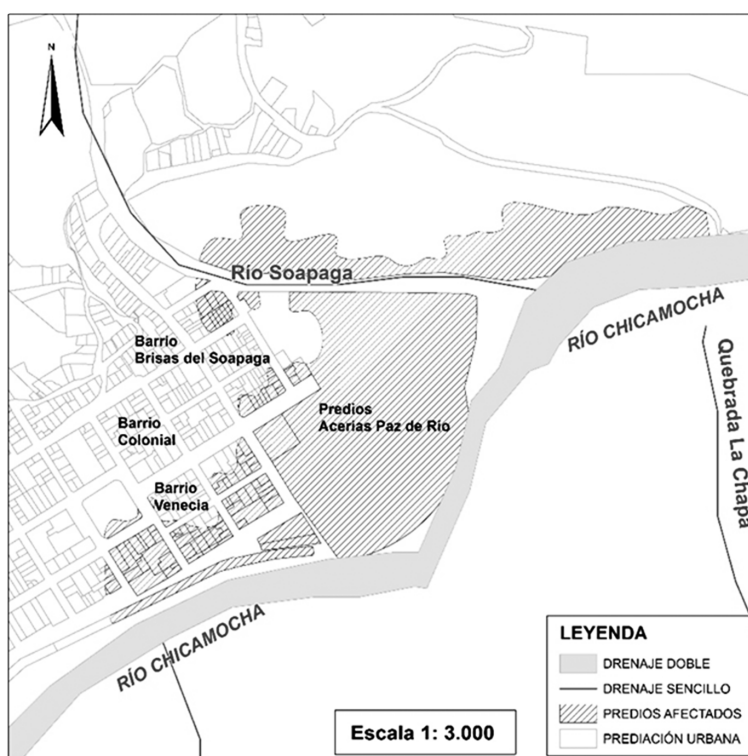 N
Río Soapaga
RÍO CHICAMOCHA
Barrio
Brisas del Soapaga
Quebrada La Chapa
Predios
Acerías Paz de Río
Barrio
Colonial
Barrio
Venecia
RÍO CHICAMOCHA
LEYENDA
DRENAJE DOBLE
DRENAJE SENCILLO
PREDIOS AFECTADOS
PREDIACIÓN URBANA
Escala 1: 3.000